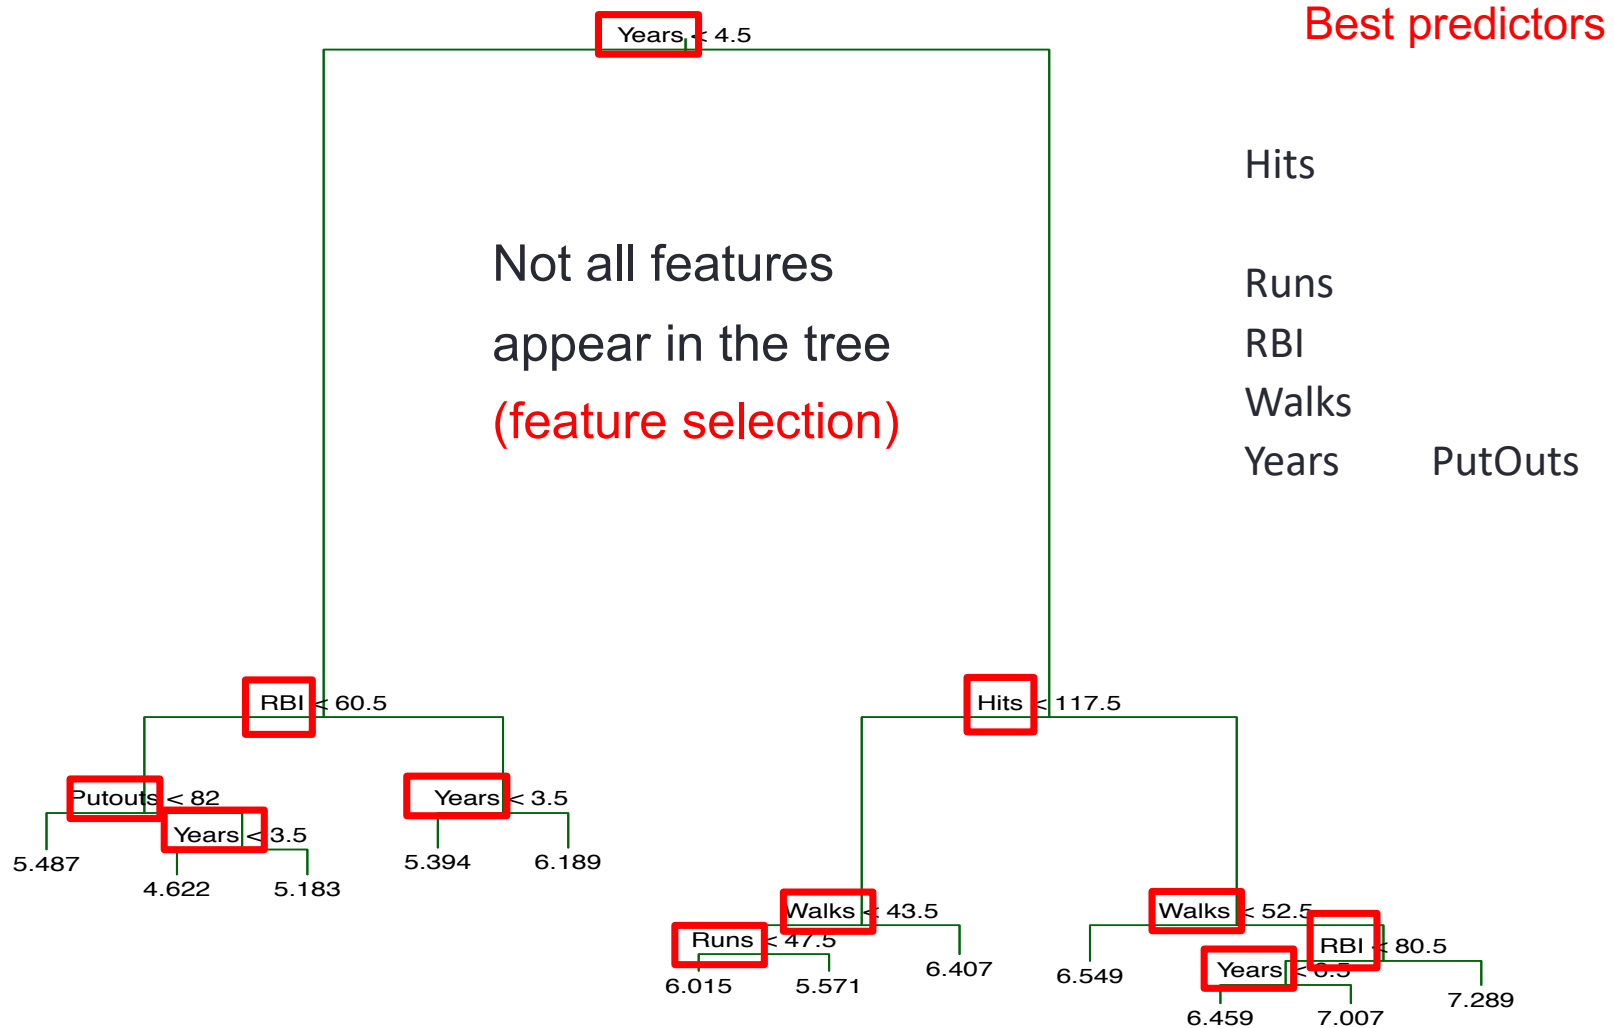 Best predictors
Years < 4.5
Hits
Not all features
appear in the tree
(feature selection)
Runs
RBI
Walks
Years PutOuts
RBI < 60.5
Hits < 117.5
Putouts < 82
Years < 3.5
Years < 3.5
5.487
4.622
5.183
5.394
6.189
Walks < 43.5
Walks < 52.5
Runs < 47.5
RBI < 80.5
6.015
5.571
6.407
6.549
Years < 6.5
6.459
7.007
7.289